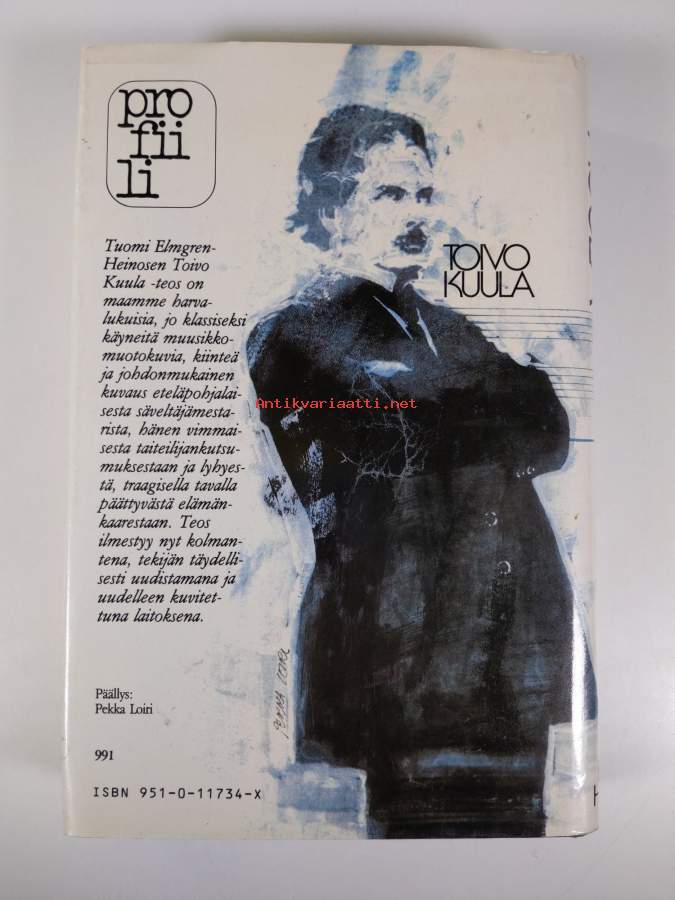 pro
fii
li
Tuomi Elmgren-
Heinosen Toivo
Kuula -teos on
maamme harva-
lukuisia, jo klassiseksi
käyneitä muusikko-
muotokuvia, kiinteä
ja johdonmukainen
kuvaus eteläpohjalai-
sesta säveltäjämesta-
rista, hänen vimmai-
sesta taiteilijankutsu-
muksestaan ja lyhyes-
tä, traagisella tavalla
päättyvästä elämän-
kaarestaan. Teos
ilmestyy nyt kolman-
tena, tekijän täydelli-
sesti uudistamana ja
uudelleen kuvitet-
tuna laitoksena.
TOIVO
KUULA
Antikvariaatti.net
PEKKA LOIRI
Päällys:
Pekka Loiri
991
ISBN 951-0-11734-X